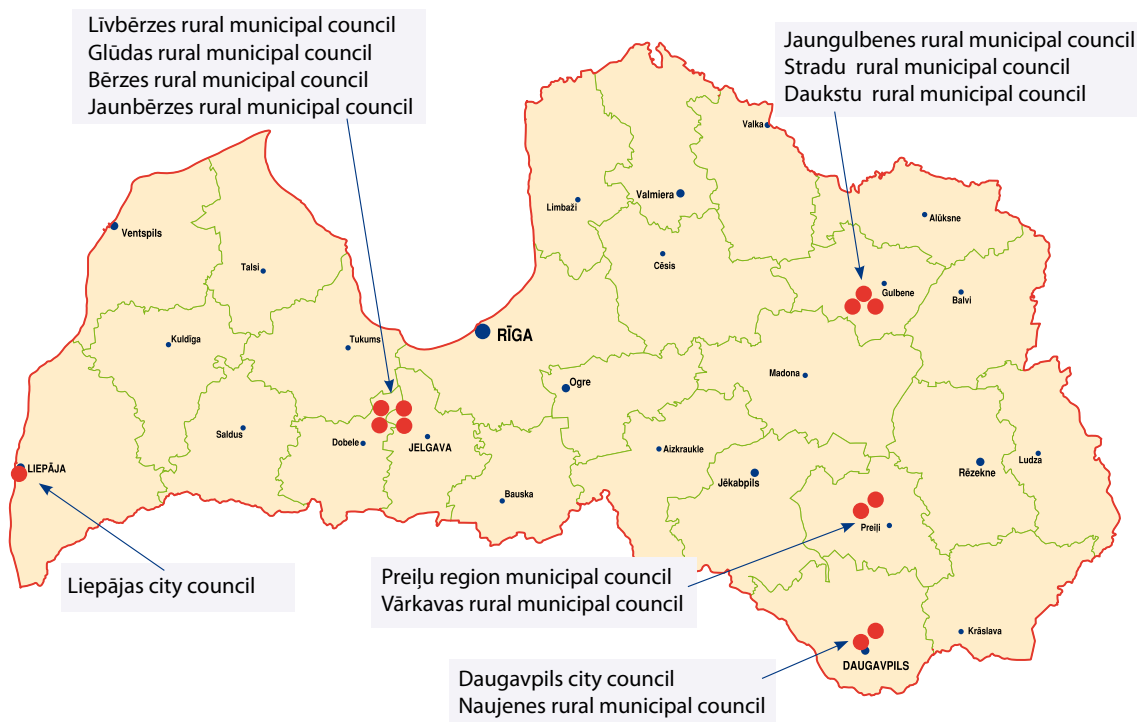 Līvbērzes rural municipal council
Glūdas rural municipal council
Bērzes rural municipal council
Jaunbērzes rural municipal council
Jaungulbenes rural municipal council
Stradu rural municipal council
Daukstu rural municipal council
Valka
Valmiera
Limbaži
Alūksne
Ventspils
Cēsis
Talsi
Gulbene
Balvi
RĪGA
Kuldīga
Tukums
Madona
Ogre
Saldus
Dobele
JELGAVA
Aizkraukle
Ludza
Rēzekne
LIEPĀJA
Jēkabpils
Bauska
Preiļi
Liepājas city council
Preiļu region municipal council
Vārkavas rural municipal council
Krāslava
DAUGAVPILS
Daugavpils city council
Naujenes rural municipal council